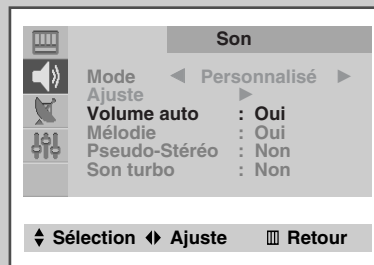 Son
Mode ◀ Personnalisé ▶
Ajuste ▶
Volume auto : Oui
Mélodie : Oui
Pseudo-Stéréo : Non
Son turbo : Non
Sélection Ajuste Retour